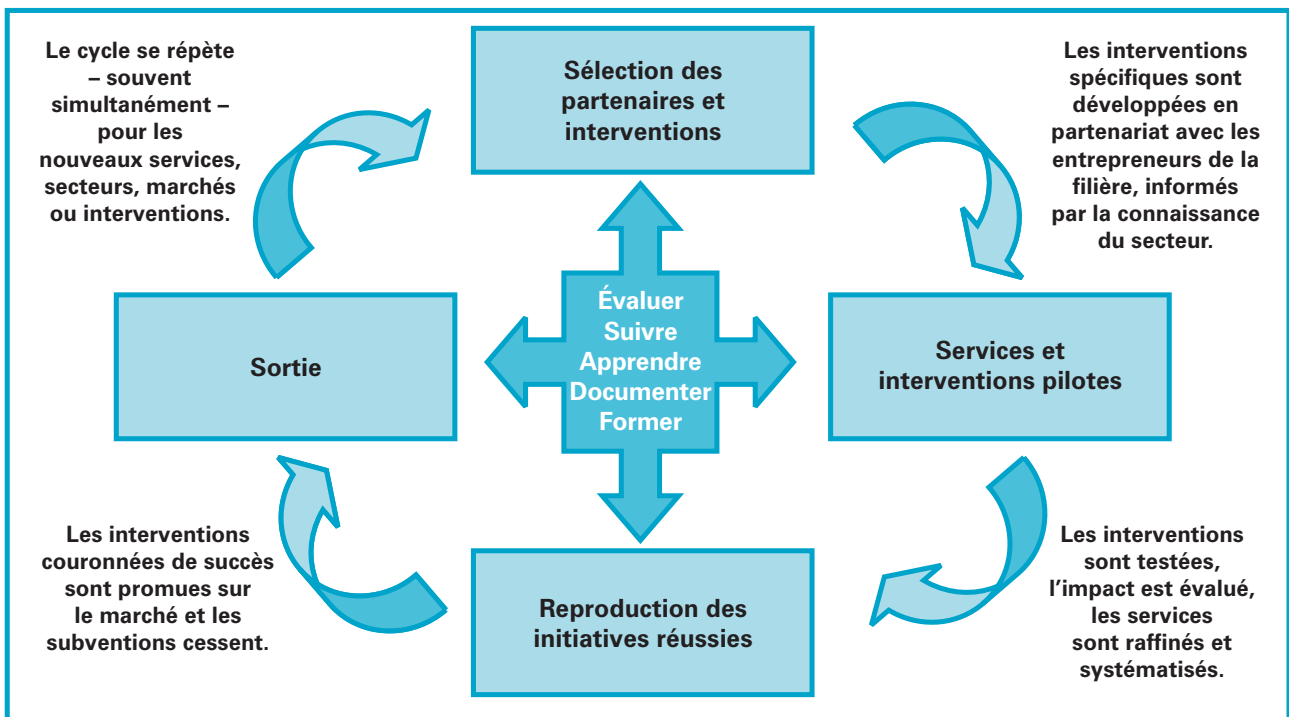 Le cycle se répète
– souvent
simultanément –
pour les
nouveaux services,
secteurs, marchés
ou interventions.
Sélection des
partenaires et
interventions
Les interventions
spécifiques sont
développées en
partenariat avec les
entrepreneurs de la
filière, informés
par la connaissance
du secteur.
Sortie
Évaluer
Suivre
Apprendre
Documenter
Former
Services et
interventions pilotes
Les interventions
couronnées de succès
sont promues sur
le marché et les
subventions cessent.
Reproduction des
initiatives réussies
Les interventions
sont testées,
l’impact est évalué,
les services
sont raffinés et
systématisés.